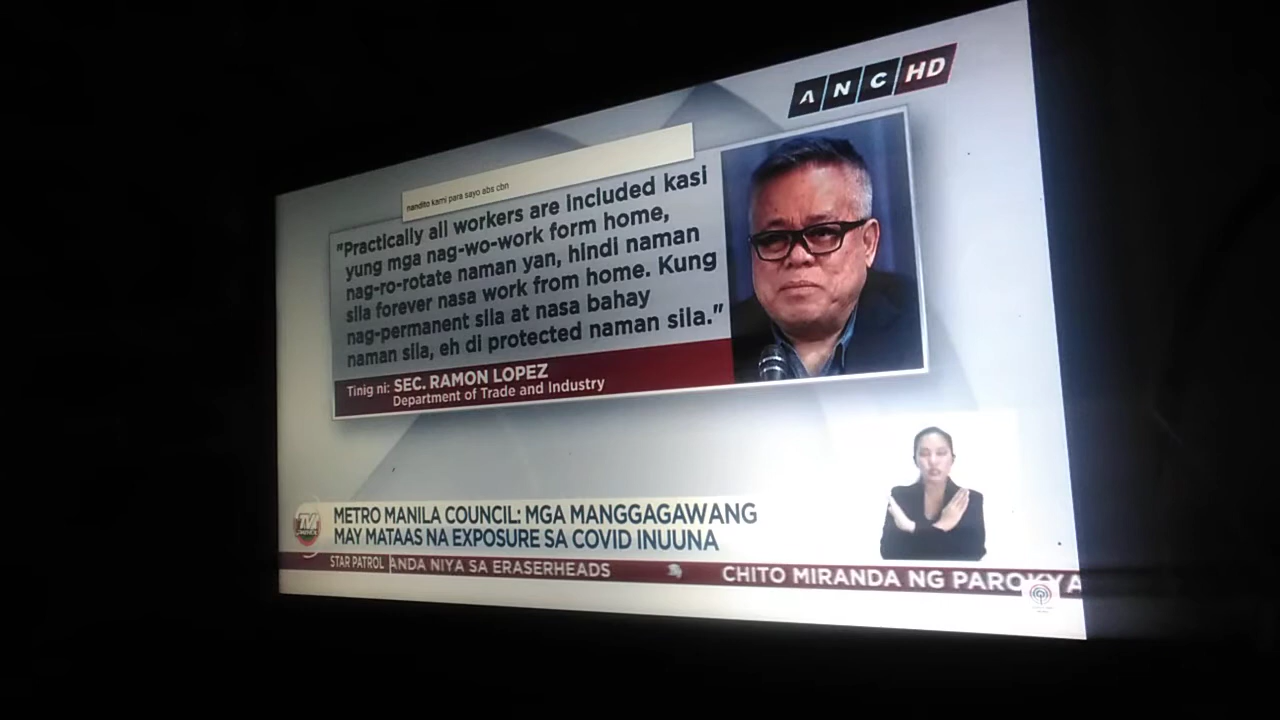 ANC HD
nandito kami para sayo abs cbn
"Practically all workers are included kasi
yung mga nag-wo-work form home,
nag-ro-rotate naman yan, hindi naman
sila forever nasa work from home. Kung
nag-permanent sila at nasa bahay
naman sila, eh di protected naman sila."
Tinig ni: SEC. RAMON LOPEZ
Department of Trade and Industry
METRO MANILA COUNCIL: MGA MANGGAGAWANG
MAY MATAAS NA EXPOSURE SA COVID INUUNA
STAR PATROL ANDA NIYA SA ERASERHEADS CHITO MIRANDA NG PAROKYA